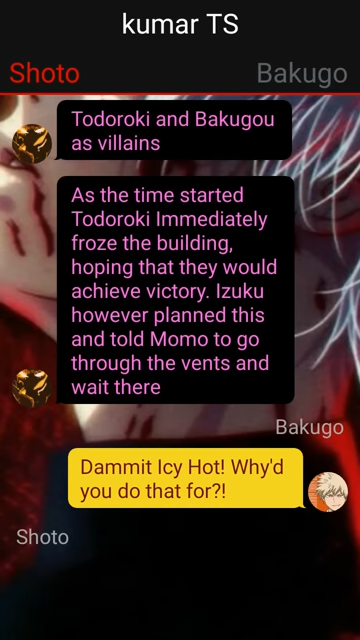 kumar TS
Shoto Bakugo
Todoroki and Bakugou
as villains
As the time started
Todoroki Immediately
froze the building,
hoping that they would
achieve victory. Izuku
however planned this
and told Momo to go
through the vents and
wait there
Bakugo
Dammit Icy Hot! Why'd
you do that for?!
Shoto